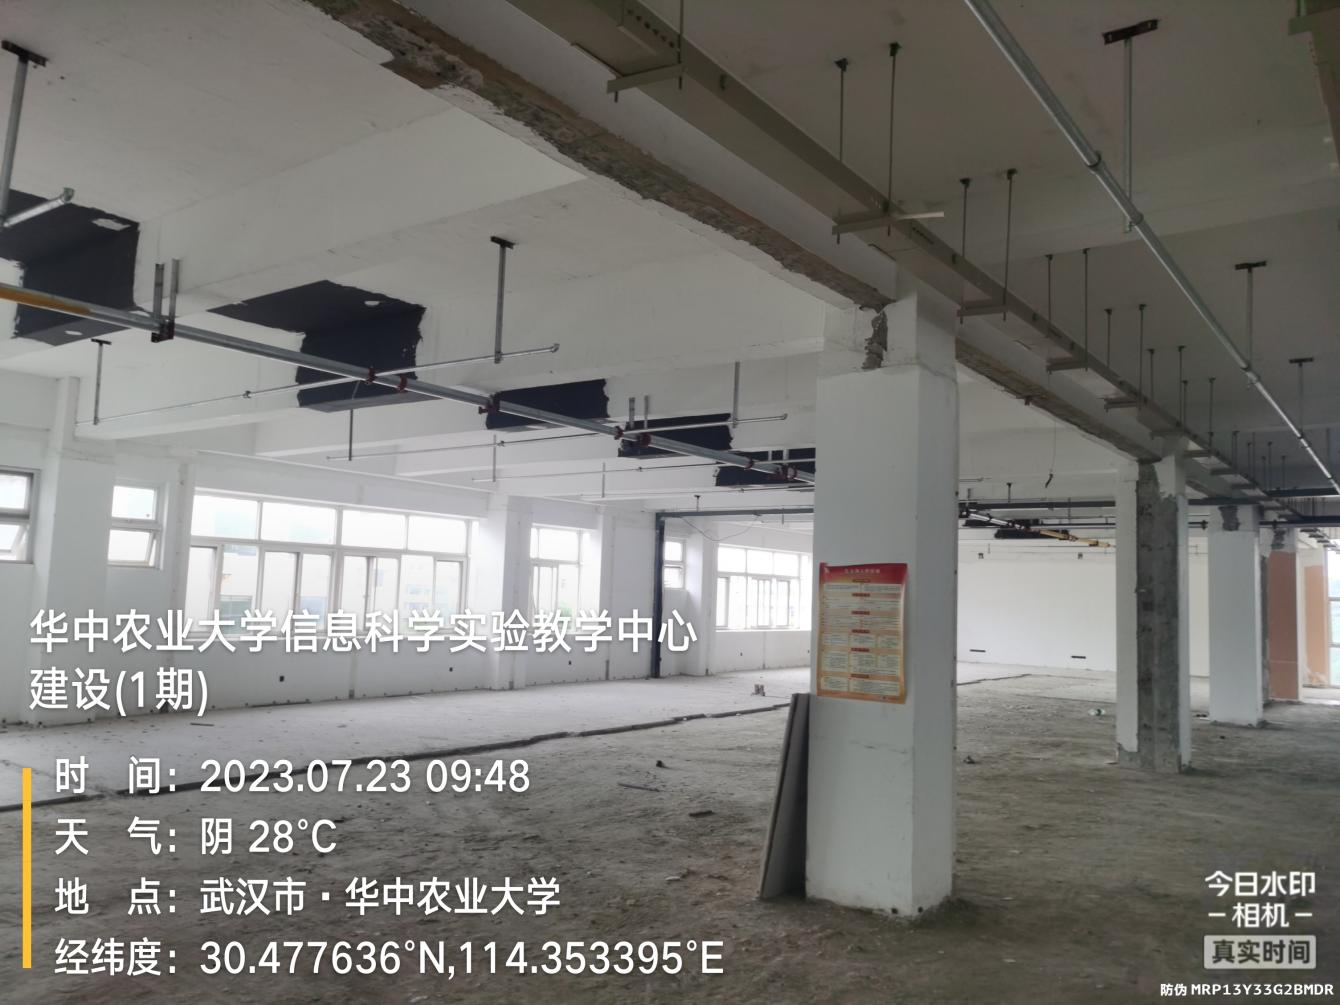 华中农业大学信息科学实验教学中心
建设(1期)
时 间：2023.07.23 09:48
天 气：阴 28°C
地 点：武汉市·华中农业大学
经纬度：30.477636°N,114.353395°E
今日水印
相机
真实时间
防伪 MRP13Y33G2BMDR